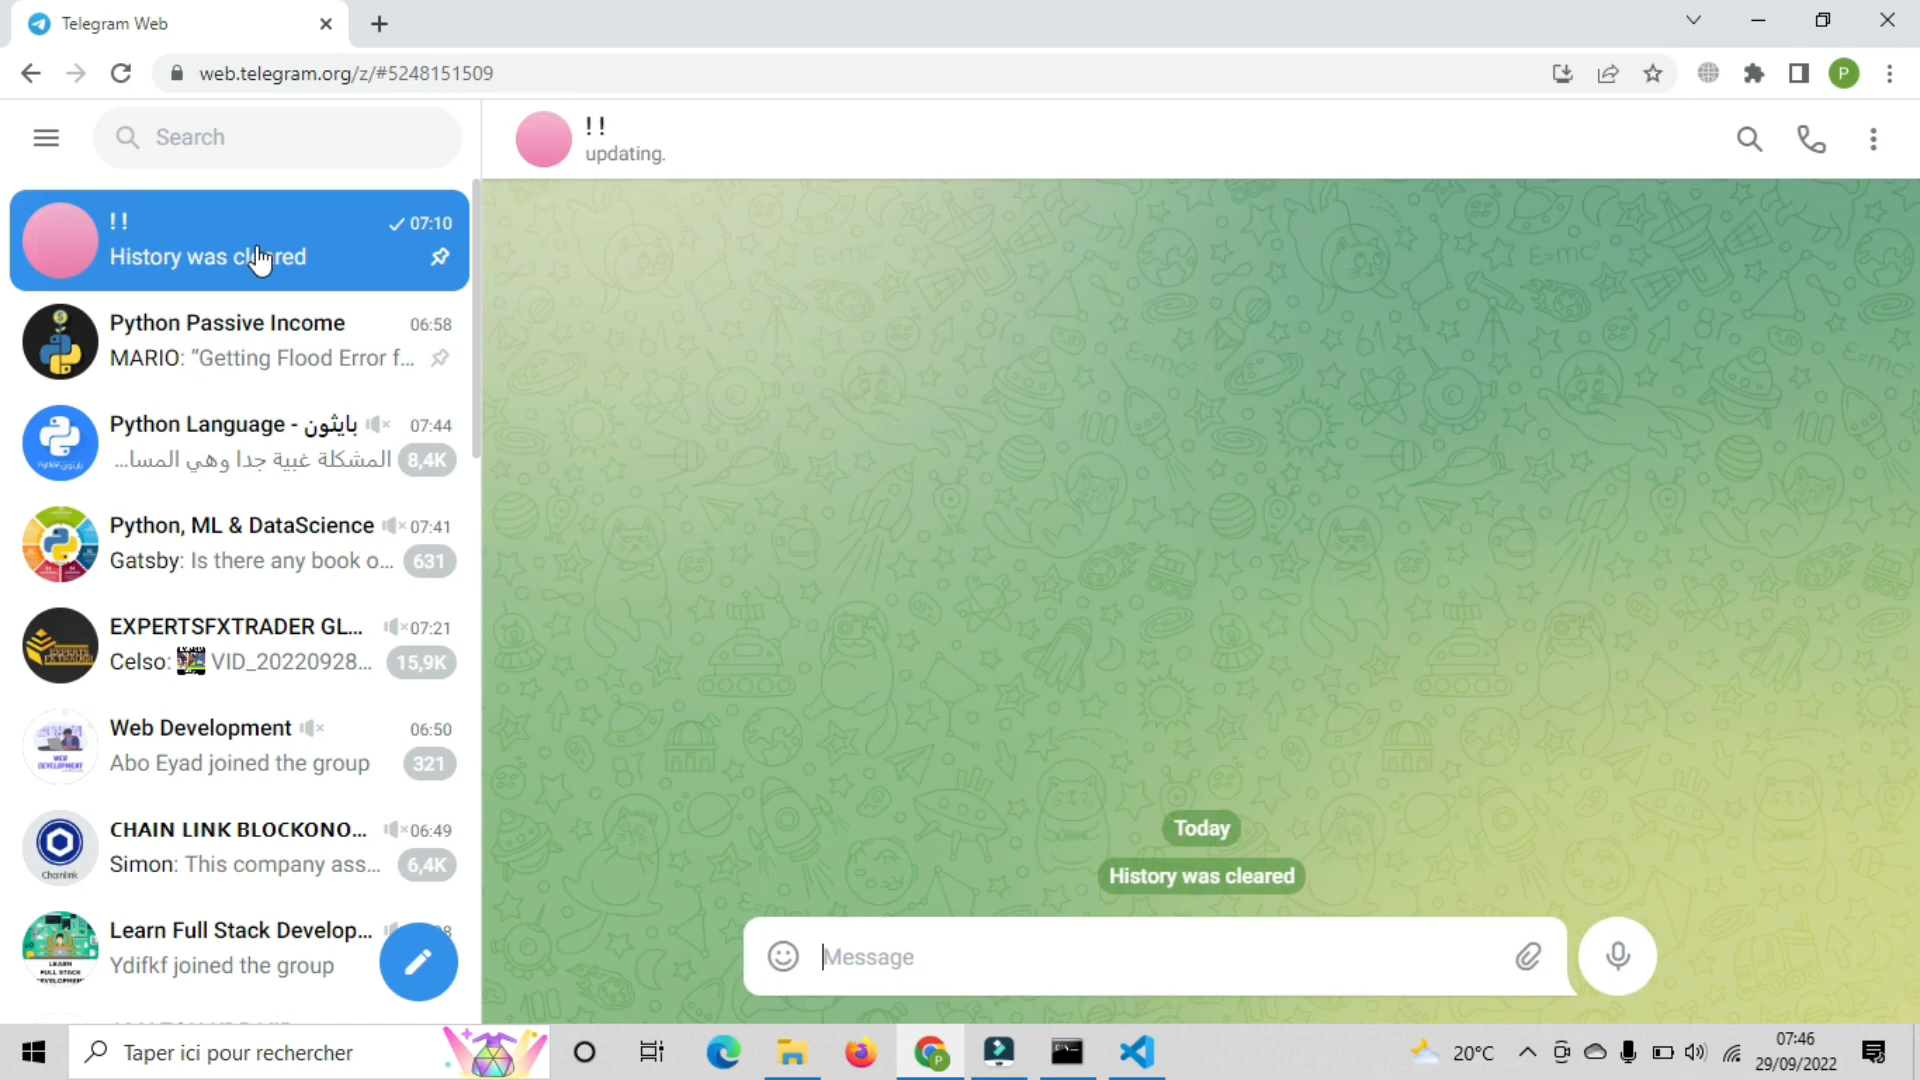 Telegram Web
web.telegram.org/z/#5248151509
P
Search
! !
updating.
! !
07:10
History was cleared
Python Passive Income
06:58
MARIO: “Getting Flood Error f...
Python Language - بايثون
07:44
المشكلة غبية جدا وهي المسا...
8,4K
Python, ML & DataScience
07:41
Gatsby: Is there any book o...
631
EXPERTSFXTRADER GL...
07:21
Celso: VID_20220928...
15,9K
Web Development
06:50
Abo Eyad joined the group
321
CHAIN LINK BLOCKONO...
06:49
Simon: This company ass...
6,4K
Chainlink
Learn Full Stack Develop...
Ydifkf joined the group
Today
History was cleared
Message
Taper ici pour rechercher
20°C
07:46
29/09/2022